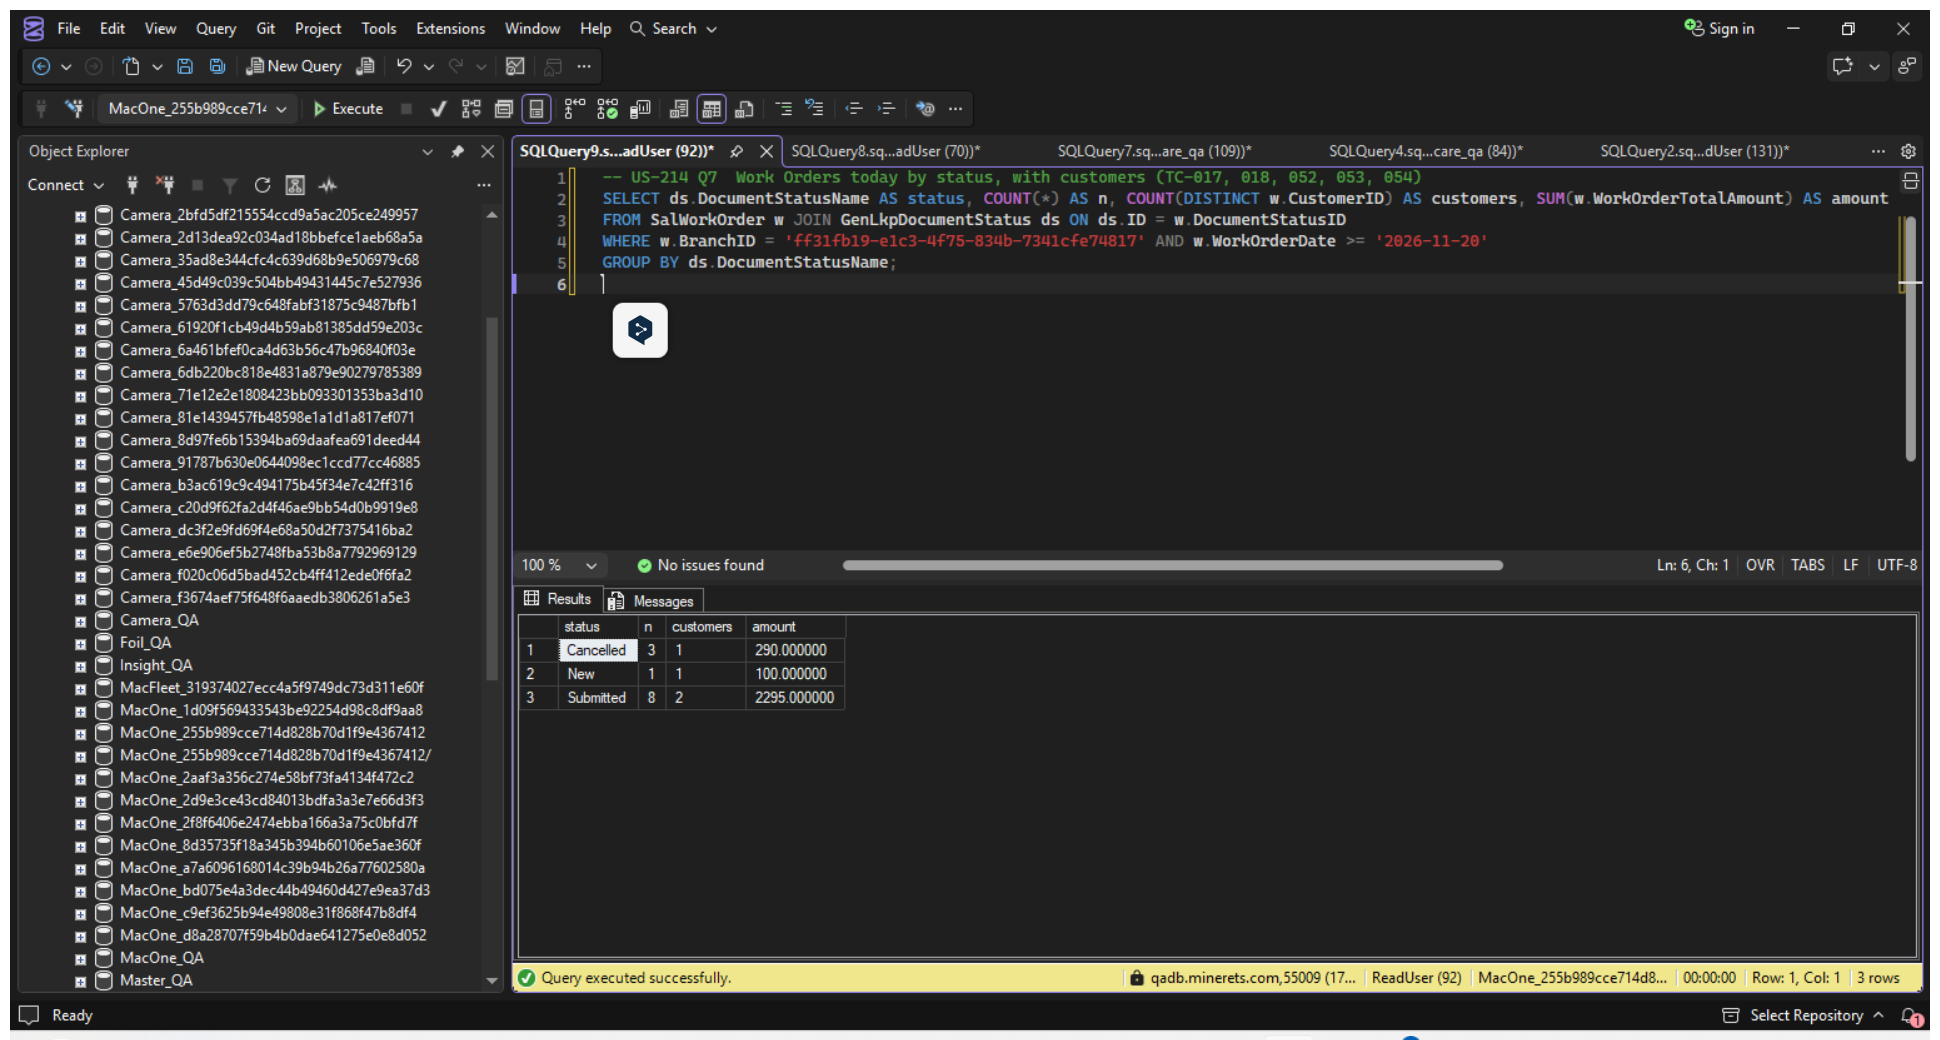 File Edit View Query Git Project Tools Extensions Window Help Search Sign in
New Query
MacOne_255b989cce714 Execute
Object Explorer
Connect
Camera_2bfd5df215554ccd9a5ac205ce249957
Camera_2d13dea92c034ad18bbefce1aeb68a5a
Camera_35ad8e344cfc4c639d68b9e506979c68
Camera_45d49c039c504bb49431445c7e527936
Camera_5763d3dd79c648fabf31875c9487bfb1
Camera_61920f1cb49d4b59ab81385dd59e203c
Camera_6a461bfef0ca4d63b56c47b96840f03e
Camera_6db220bc818e4831a879e90279785389
Camera_71e12e2e1808423bb093301353ba3d10
Camera_81e1439457fb48598e1a1d1a817ef071
Camera_8d97fe6b15394ba69daafea691deed44
Camera_91787b630e0644098ec1ccd77cc46885
Camera_b3ac619c9c494175b45f34e7c42ff316
Camera_c20d9f62fa2d4f46ae9bb54d0b9919e8
Camera_dc3f2e9fd69f4e68a50d2f7375416ba2
Camera_e6e906ef5b2748fba53b8a7792969129
Camera_f020c06d5bad452cb4ff412ede0f6fa2
Camera_f3674aef75f648f6aaedb3806261a5e3
Camera_QA
Foil_QA
Insight_QA
MacFleet_319374027ecc4a5f9749dc73d311e60f
MacOne_1d09f569433543be92254d98c8df9aa8
MacOne_255b989cce714d828b70d1f9e4367412
MacOne_255b989cce714d828b70d1f9e4367412/
MacOne_2aaf3a356c274e58bf73fa4134f472c2
MacOne_2d9e3ce43cd84013bdfa3a3e7e66d3f3
MacOne_2f8f6406e2474ebba166a3a75c0bfd7f
MacOne_8d35735f18a345b394b60106e5ae360f
MacOne_a7a6096168014c39b94b26a77602580a
MacOne_bd075e4a3dec44b49460d427e9ea37d3
MacOne_c9ef3625b94e49808e31f868f47b8df4
MacOne_d8a28707f59b4b0dae641275e0e8d052
MacOne_QA
Master_QA
SQLQuery9.s...adUser (92))* SQLQuery8.sq...adUser (70))* SQLQuery7.sq...are_qa (109))* SQLQuery4.sq...care_qa (84))* SQLQuery2.sq...dUser (131))*
1 -- US-214 Q7 Work Orders today by status, with customers (TC-017, 018, 052, 053, 054)
2 SELECT ds.DocumentStatusName AS status, COUNT(*) AS n, COUNT(DISTINCT w.CustomerID) AS customers, SUM(w.WorkOrderTotalAmount) AS amount
3 FROM SalWorkOrder w JOIN GenLkpDocumentStatus ds ON ds.ID = w.DocumentStatusID
4 WHERE w.BranchID = 'ff31fb19-e1c3-4f75-834b-7341cfe74817' AND w.WorkOrderDate >= '2026-11-20'
5 GROUP BY ds.DocumentStatusName;
6
100 % No issues found Ln: 6, Ch: 1 OVR TABS LF UTF-8
Results Messages
status n customers amount
1 Cancelled 3 1 290.000000
2 New 1 1 100.000000
3 Submitted 8 2 2295.000000
Query executed successfully. qadb.minerets.com,55009 (17... ReadUser (92) MacOne_255b989cce714d8... 00:00:00 Row: 1, Col: 1 3 rows
Ready Select Repository 1